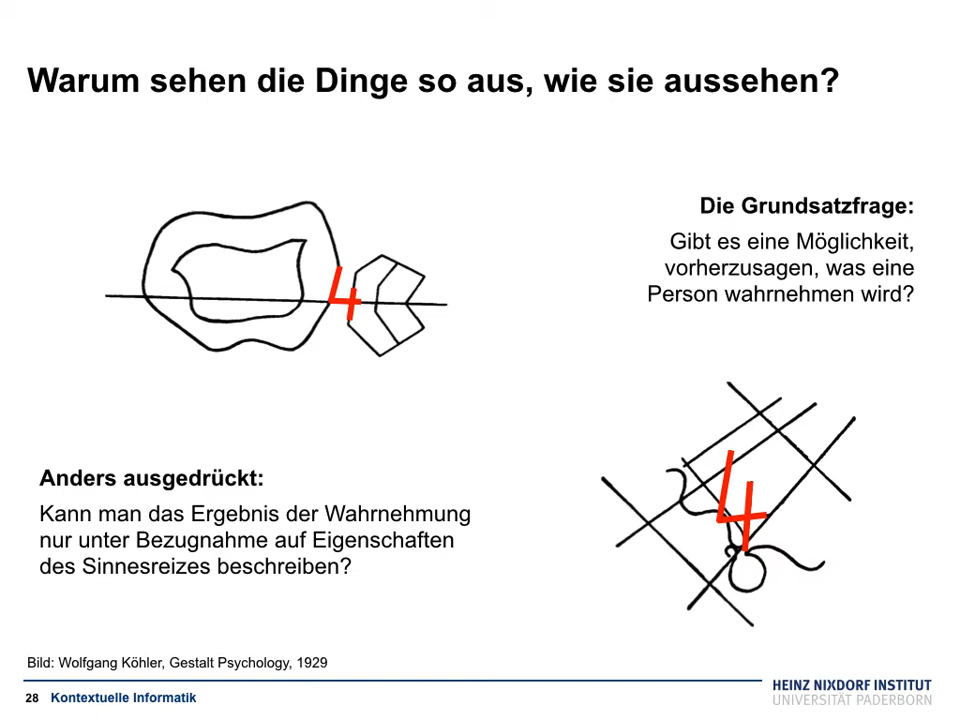 Warum sehen die Dinge so aus, wie sie aussehen?
Die Grundsatzfrage:
Gibt es eine Möglichkeit,
vorherzusagen, was eine
Person wahrnehmen wird?
4
4
Anders ausgedrückt:
Kann man das Ergebnis der Wahrnehmung
nur unter Bezugnahme auf Eigenschaften
des Sinnesreizes beschreiben?
Bild: Wolfgang Köhler, Gestalt Psychology, 1929
28 Kontextuelle Informatik
HEINZ NIXDORF INSTITUT
UNIVERSITÄT PADERBORN